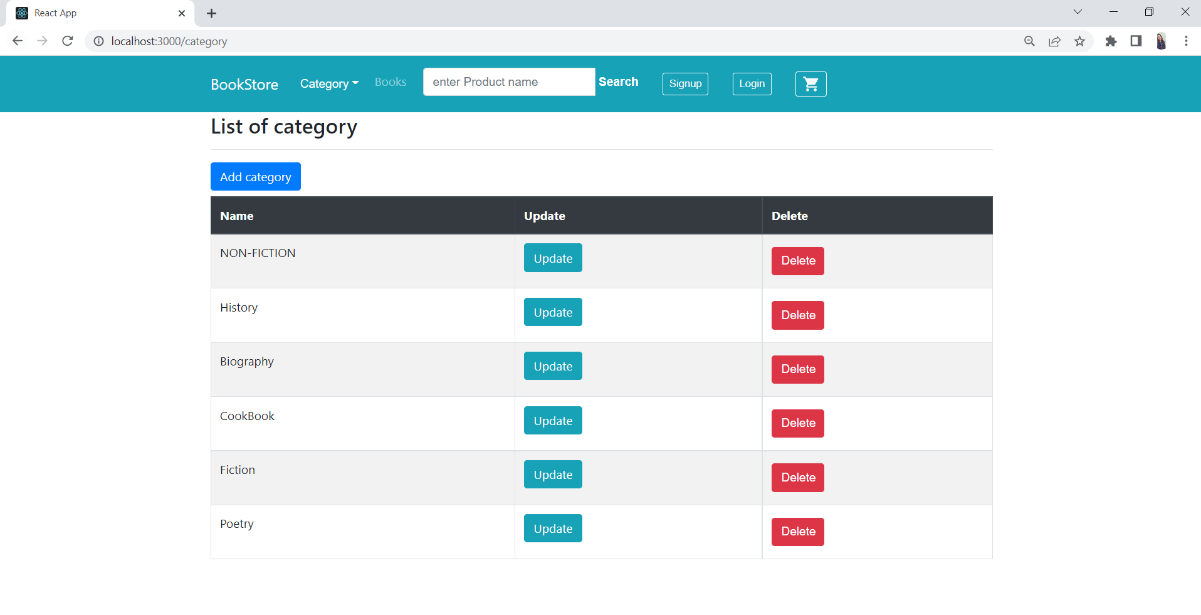 React App
localhost:3000/category
BookStore Category Books enter Product name Search Signup Login
List of category
Add category
Name Update Delete
NON-FICTION Update Delete
History Update Delete
Biography Update Delete
CookBook Update Delete
Fiction Update Delete
Poetry Update Delete